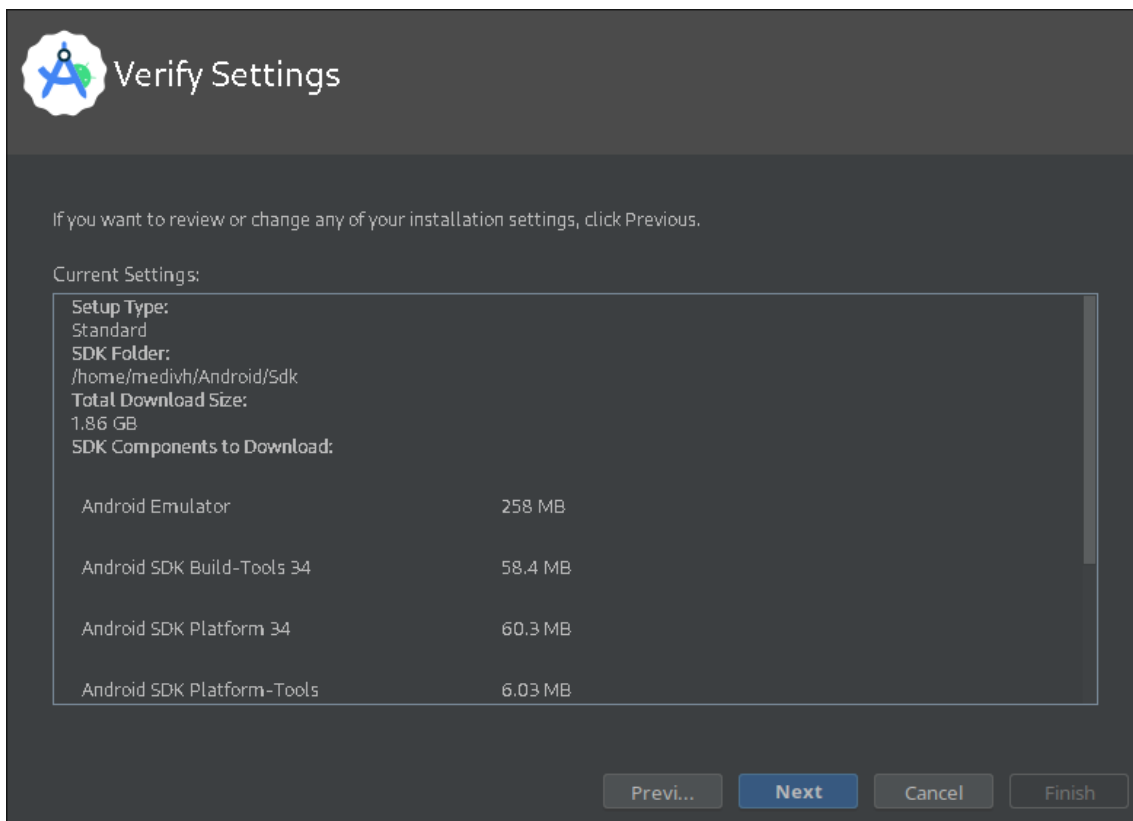 Verify Settings
If you want to review or change any of your installation settings, click Previous.
Current Settings:
Setup Type:
Standard
SDK Folder:
/home/medivh/Android/Sdk
Total Download Size:
1.86 GB
SDK Components to Download:
Android Emulator 258 MB
Android SDK Build-Tools 34 58.4 MB
Android SDK Platform 34 60.3 MB
Android SDK Platform-Tools 6.03 MB
Previ... Next Cancel Finish